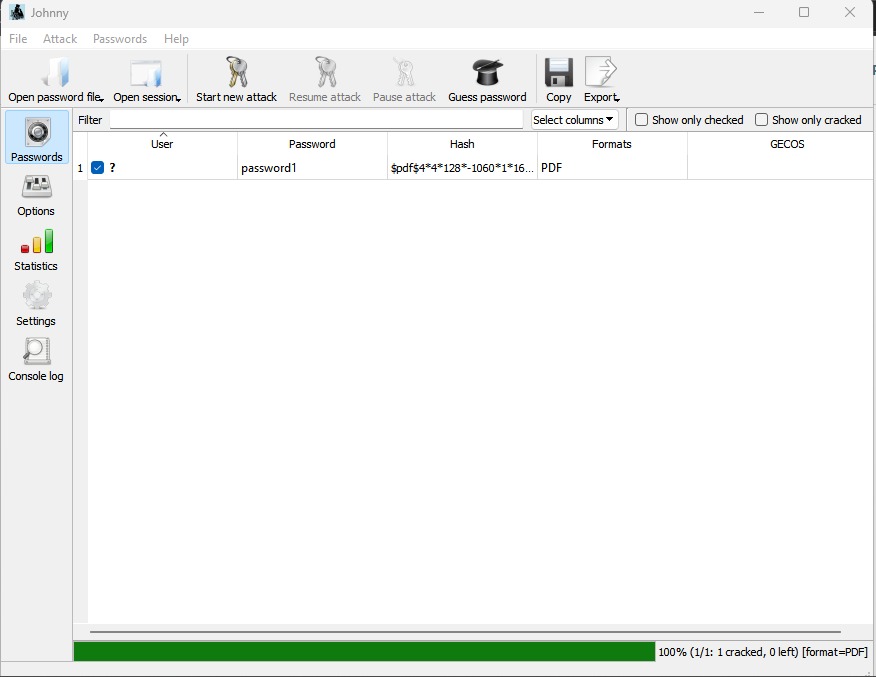 Johnny
File Attack Passwords Help
Open password file Open session Start new attack Resume attack Pause attack Guess password Copy Export
Passwords
Filter Select columns Show only checked Show only cracked
User Password Hash Formats GECOS
1 ? password1 $pdf$4*4*128*-1060*1*16... PDF
Options
Statistics
Settings
Console log
100% (1/1: 1 cracked, 0 left) [format=PDF]